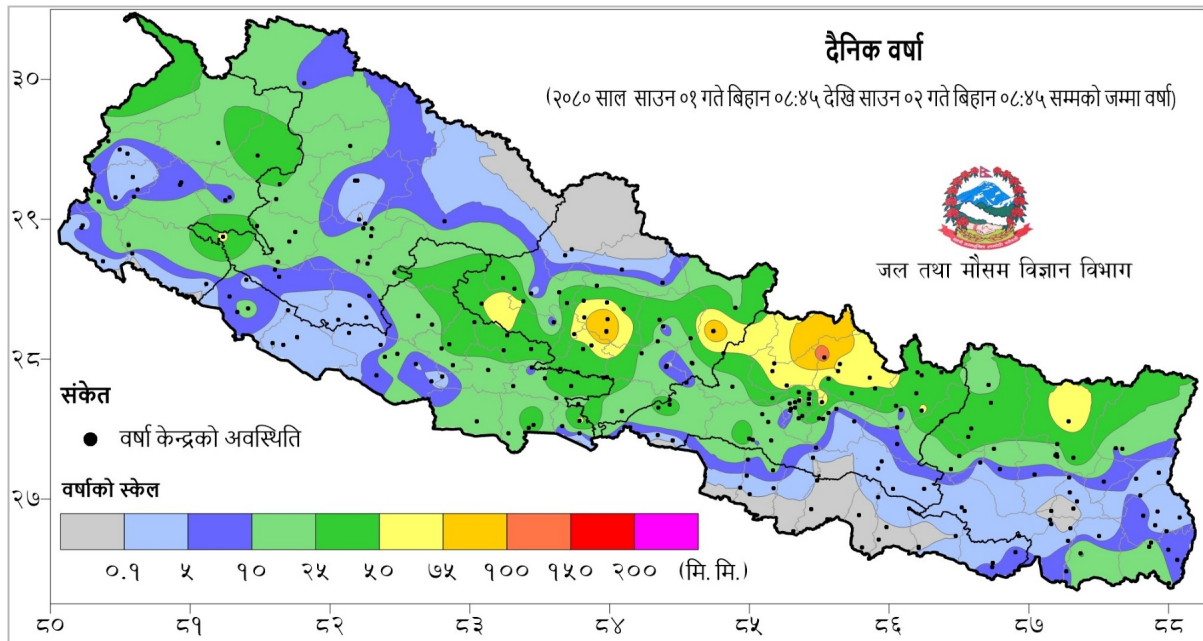 दैनिक वर्षा
(२०८० साल साउन ०१ गते बिहान ०८:४५ देखि साउन ०२ गते बिहान ०८:४५ सम्मको जम्मा वर्षा)
जल तथा मौसम विज्ञान विभाग
३०
२९
२८
२७
संकेत
वर्षा केन्द्रको अवस्थिति
वर्षाको स्केल
०.१ ५ १० २५ ५० ७५ १०० १५० २०० (मि. मि.)
८० ८१ ८२ ८३ ८४ ८५ ८६ ८७ ८८